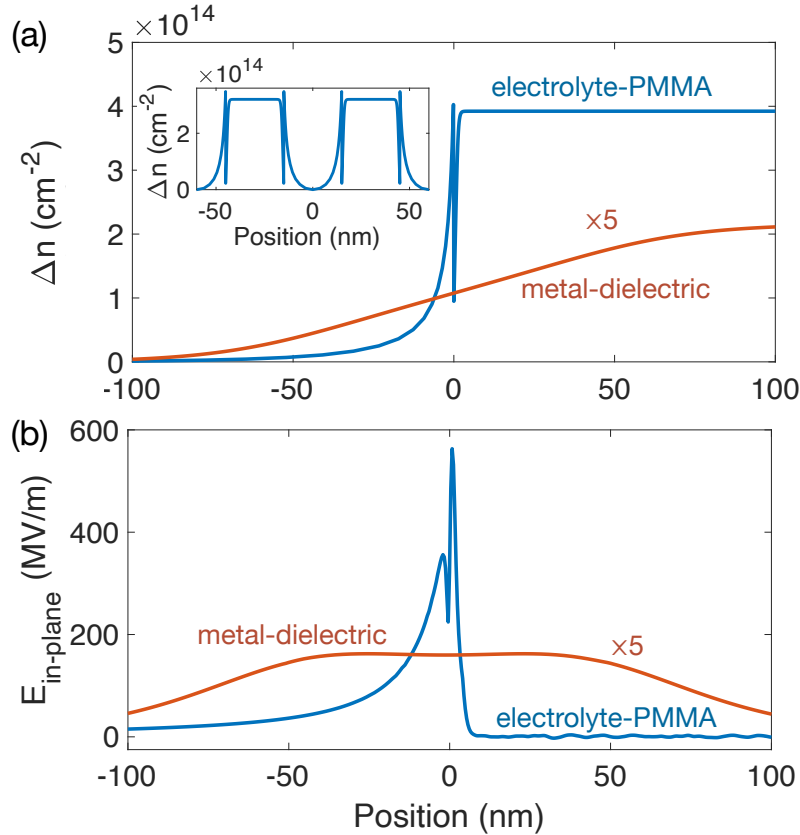 (a)
× 10^14
5
4
3
2
1
0
Δn (cm^-2)
-100
-50
0
50
100
electrolyte-PMMA
×5
metal-dielectric
× 10^14
2
0
Δn (cm^-2)
-50
0
50
Position (nm)
(b)
600
400
200
0
E_in-plane (MV/m)
metal-dielectric
×5
electrolyte-PMMA
-100
-50
0
50
100
Position (nm)